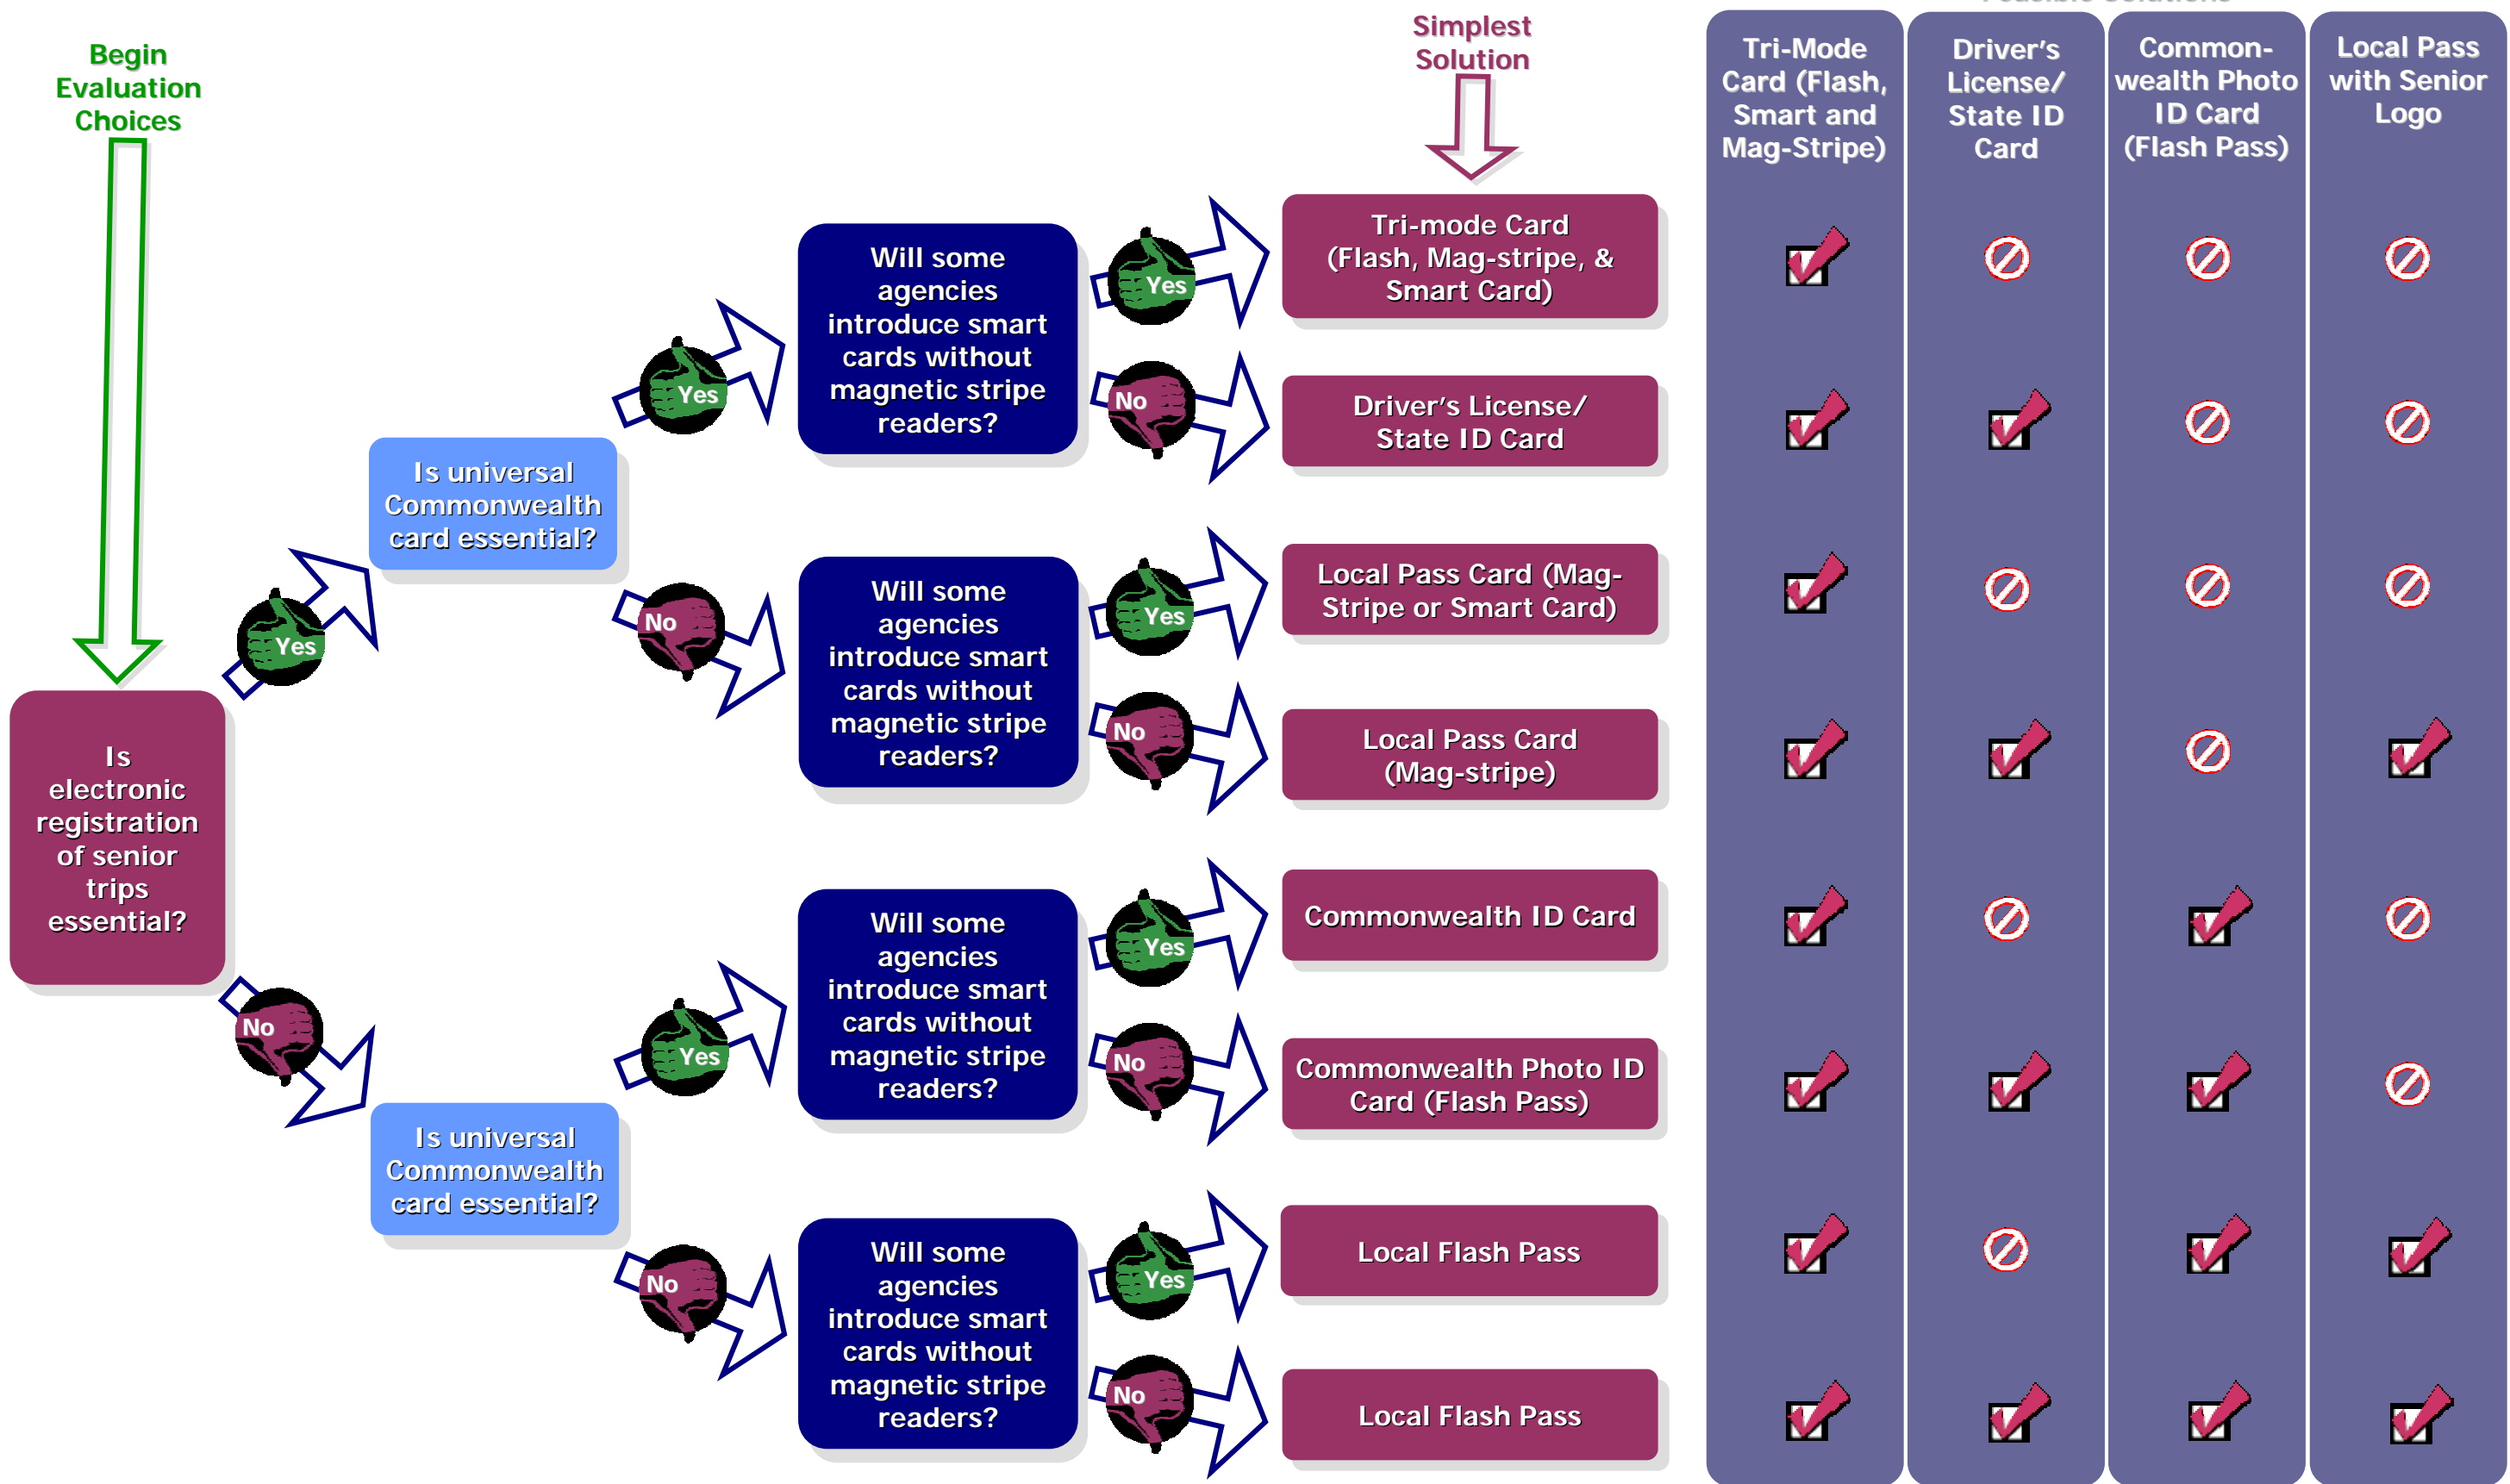 Feasible Solutions
Begin
Evaluation
Choices
Simplest
Solution
Tri-Mode
Card (Flash,
Smart and
Mag-Stripe)
Driver's
License/
State ID
Card
Common-
wealth Photo
ID Card
(Flash Pass)
Local Pass
with Senior
Logo
Is
electronic
registration
of senior
trips
essential?
Yes
No
Is universal
Commonwealth
card essential?
Yes
No
Is universal
Commonwealth
card essential?
Yes
No
Will some
agencies
introduce smart
cards without
magnetic stripe
readers?
Yes
No
Will some
agencies
introduce smart
cards without
magnetic stripe
readers?
Yes
No
Will some
agencies
introduce smart
cards without
magnetic stripe
readers?
Yes
No
Will some
agencies
introduce smart
cards without
magnetic stripe
readers?
Yes
No
Tri-mode Card
(Flash, Mag-stripe, &
Smart Card)
Driver's License/
State ID Card
Local Pass Card (Mag-
Stripe or Smart Card)
Local Pass Card
(Mag-stripe)
Commonwealth ID Card
Commonwealth Photo ID
Card (Flash Pass)
Local Flash Pass
Local Flash Pass